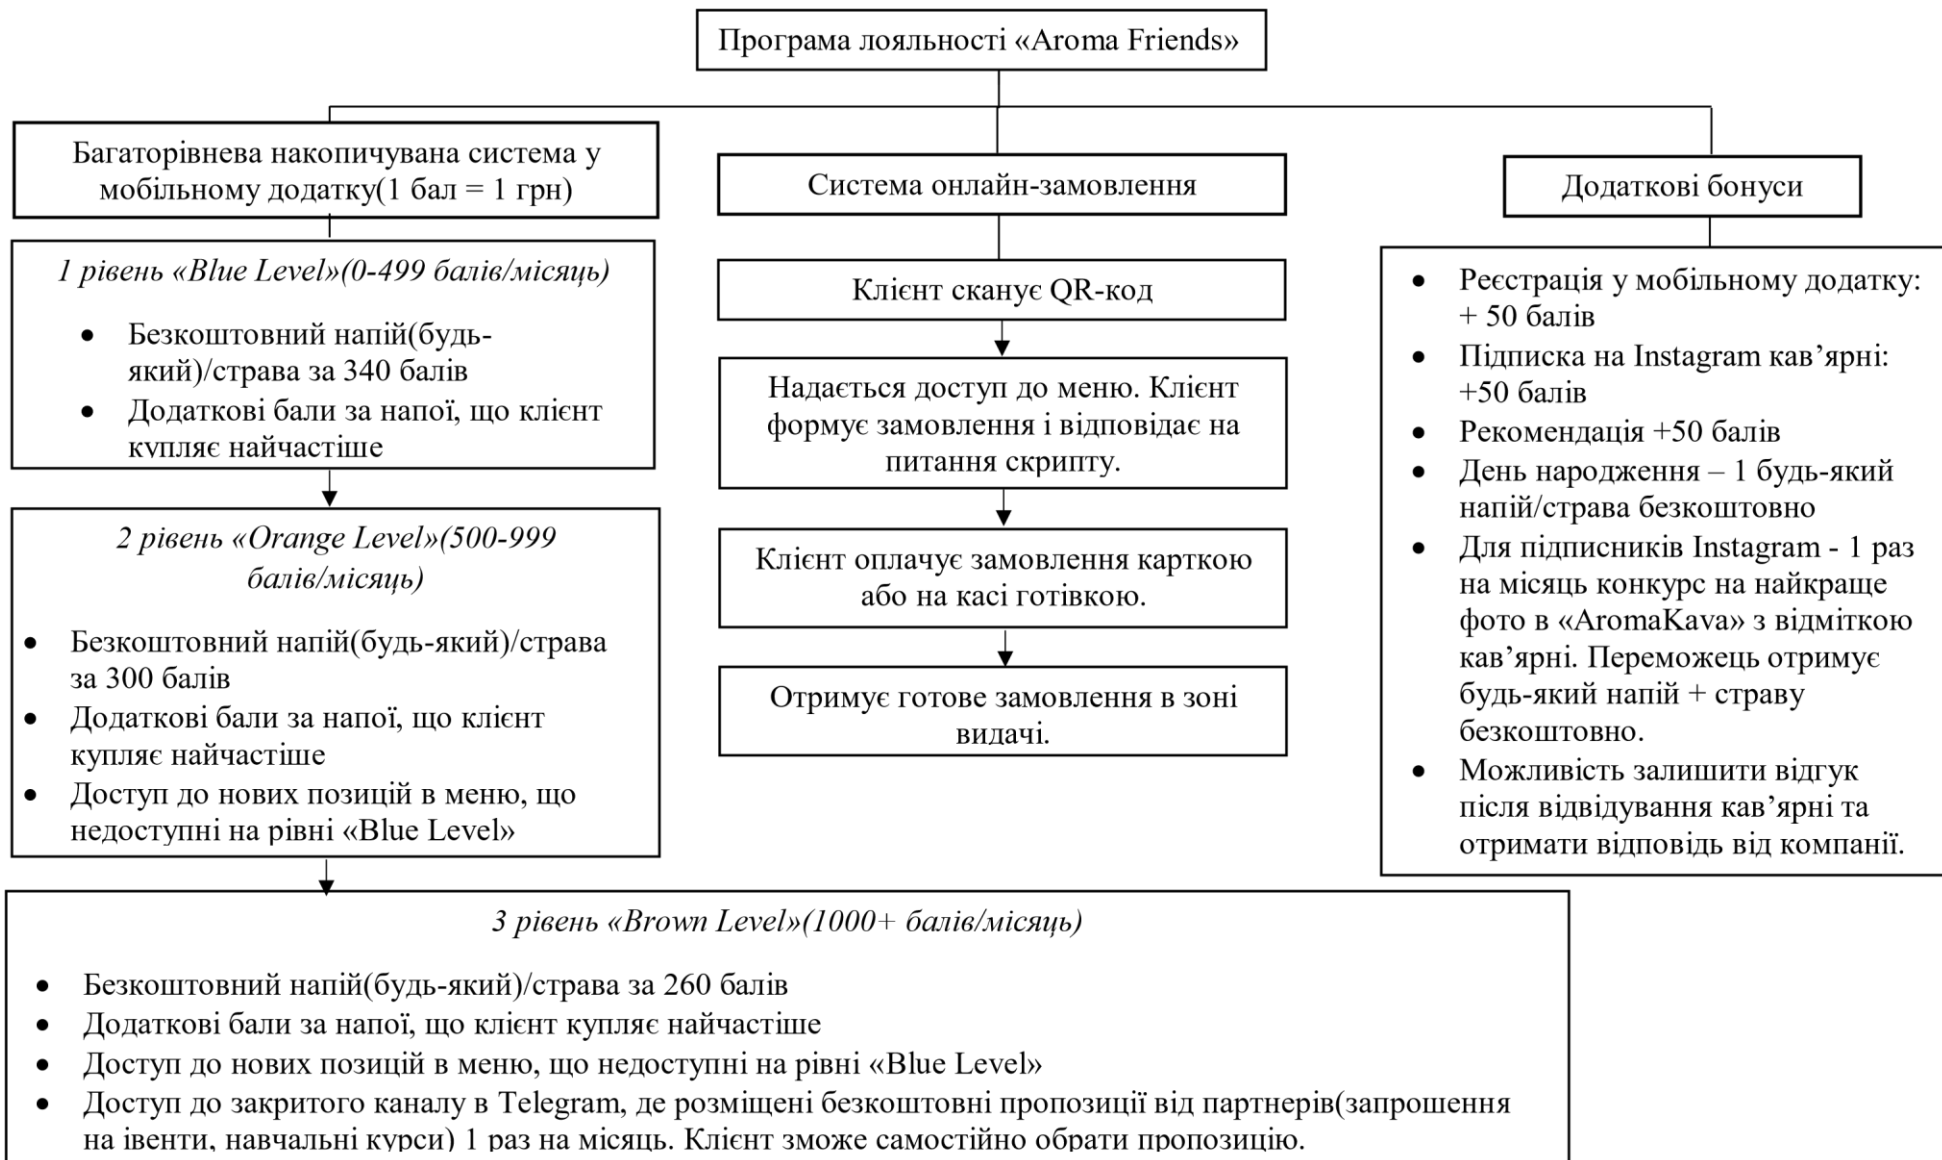 Програма лояльності «Aroma Friends»
Багаторівнева накопичувана система у
мобільному додатку(1 бал = 1 грн)
1 рівень «Blue Level»(0-499 балів/місяць)
• Безкоштовний напій(будь-
який)/страва за 340 балів
• Додаткові бали за напої, що клієнт
купляє найчастіше
2 рівень «Orange Level»(500-999
балів/місяць)
• Безкоштовний напій(будь-який)/страва
за 300 балів
• Додаткові бали за напої, що клієнт
купляє найчастіше
• Доступ до нових позицій в меню, що
недоступні на рівні «Blue Level»
3 рівень «Brown Level»(1000+ балів/місяць)
• Безкоштовний напій(будь-який)/страва за 260 балів
• Додаткові бали за напої, що клієнт купляє найчастіше
• Доступ до нових позицій в меню, що недоступні на рівні «Blue Level»
• Доступ до закритого каналу в Telegram, де розміщені безкоштовні пропозиції від партнерів(запрошення
на івенти, навчальні курси) 1 раз на місяць. Клієнт зможе самостійно обрати пропозицію.
Система онлайн-замовлення
Клієнт сканує QR-код
Надається доступ до меню. Клієнт
формує замовлення і відповідає на
питання скрипту.
Клієнт оплачує замовлення карткою
або на касі готівкою.
Отримує готове замовлення в зоні
видачі.
Додаткові бонуси
• Реєстрація у мобільному додатку:
+ 50 балів
• Підписка на Instagram кав’ярні:
+50 балів
• Рекомендація +50 балів
• День народження – 1 будь-який
напій/страва безкоштовно
• Для підписників Instagram - 1 раз
на місяць конкурс на найкраще
фото в «AromaKava» з відміткою
кав’ярні. Переможець отримує
будь-який напій + страву
безкоштовно.
• Можливість залишити відгук
після відвідування кав’ярні та
отримати відповідь від компанії.